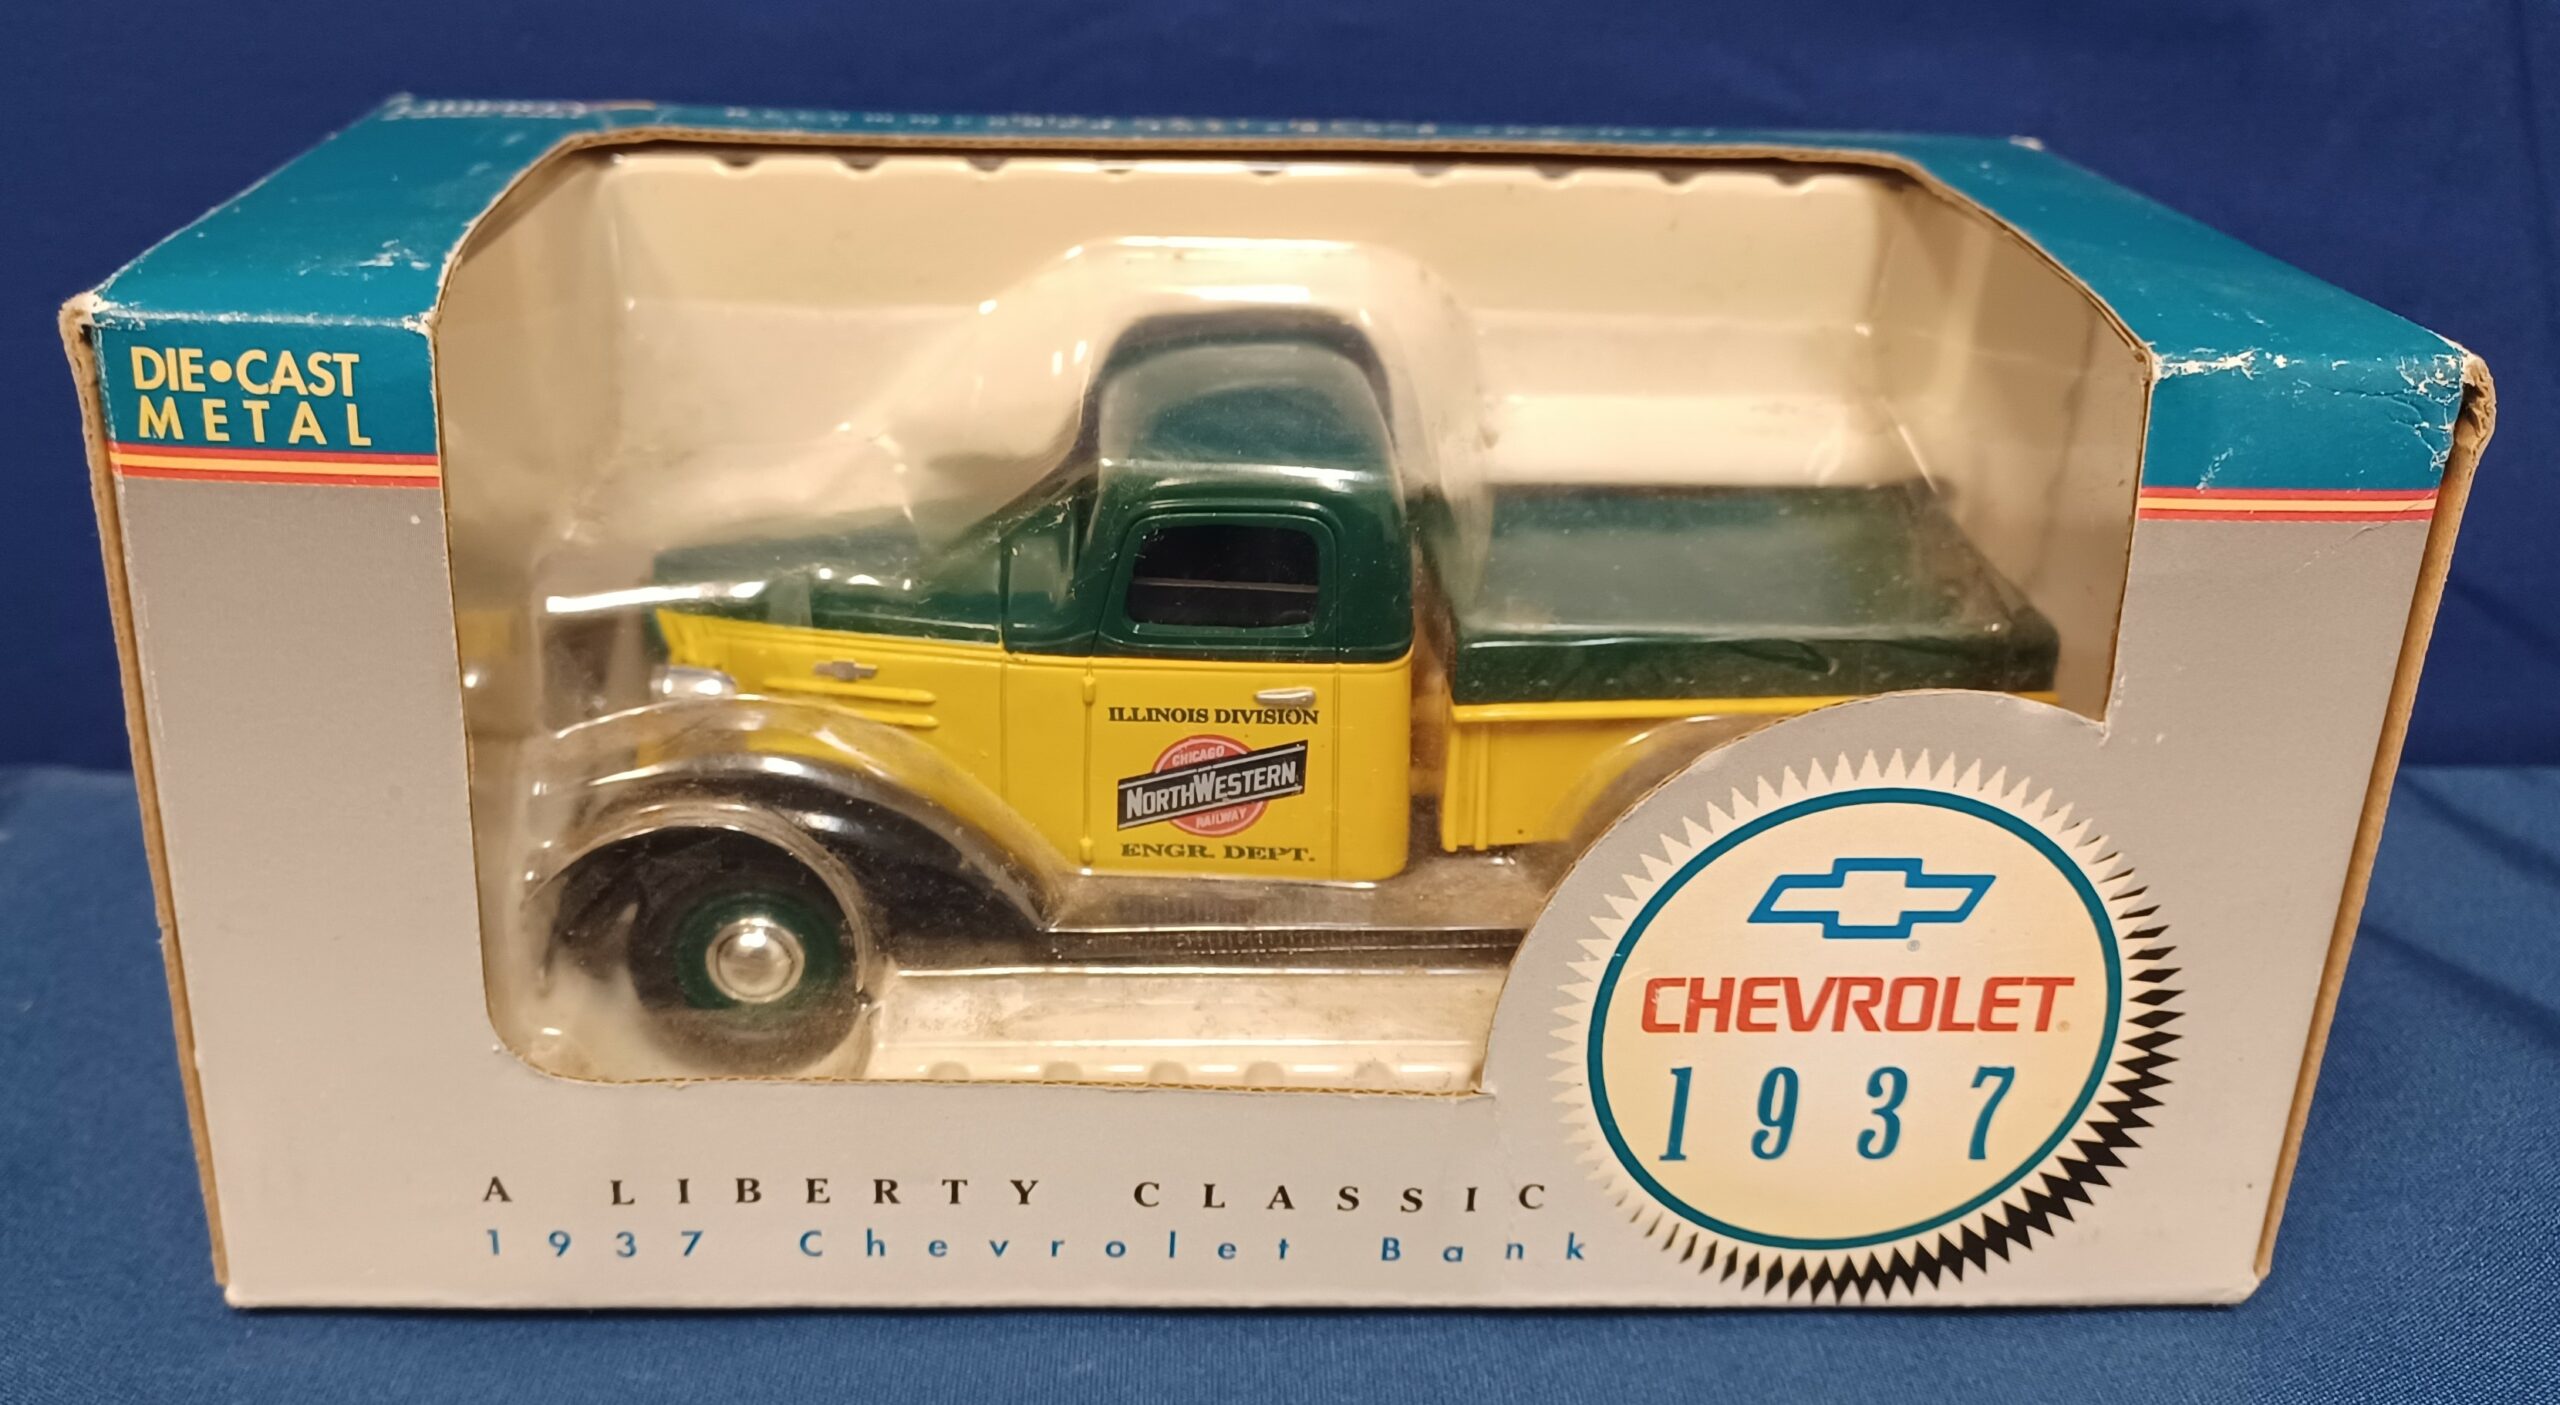 DIE•CAST
METAL
ILLINOIS DIVISION
CHICAGO
NORTHWESTERN
RAILWAY
ENGR. DEPT.
CHEVROLET
1937
A LIBERTY CLASSIC
1937 Chevrolet Bank